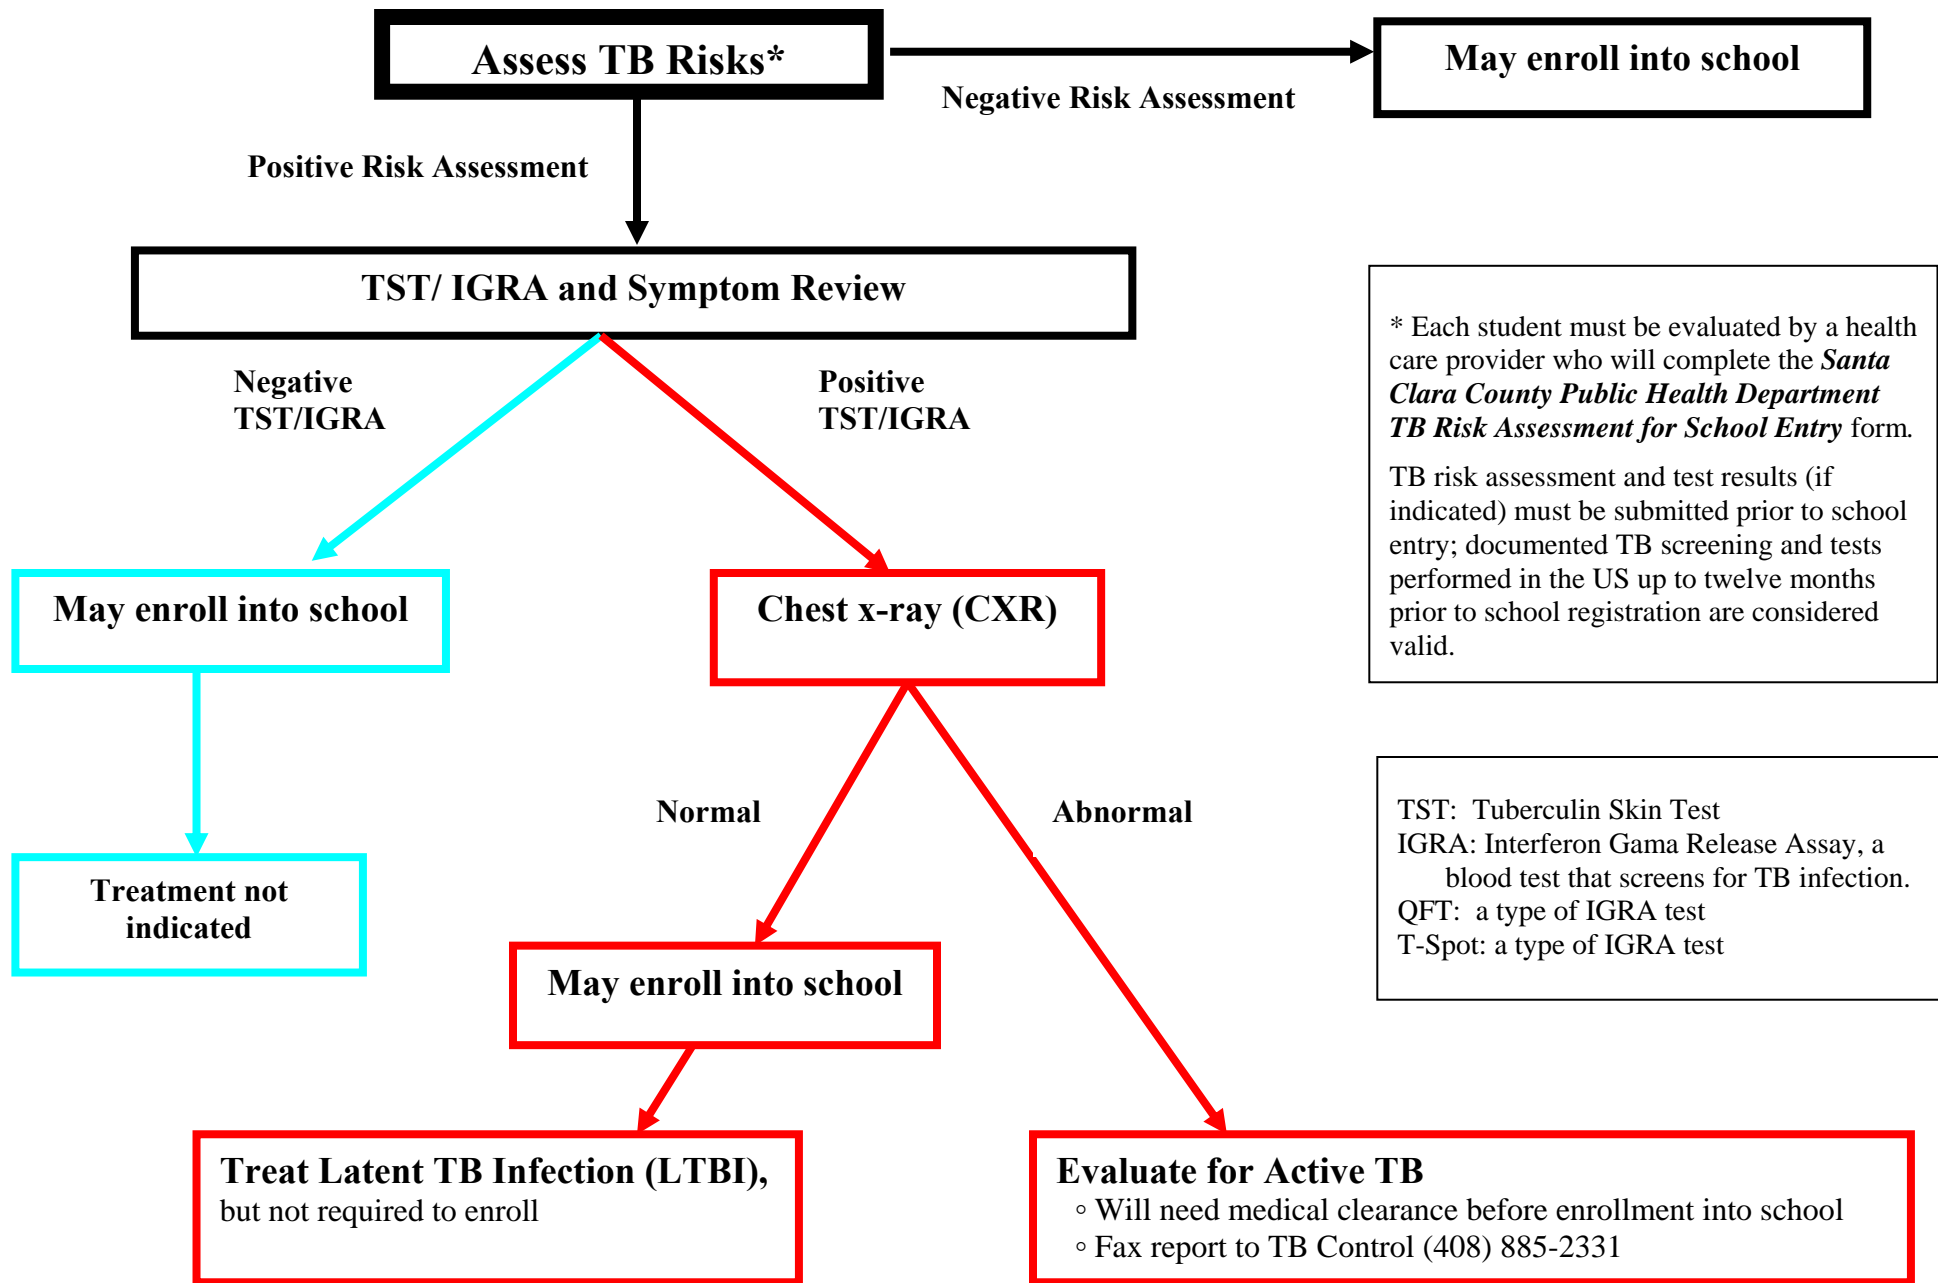 Assess TB Risks*
May enroll into school
Negative Risk Assessment
Positive Risk Assessment
TST/ IGRA and Symptom Review
Negative
TST/IGRA
Positive
TST/IGRA
* Each student must be evaluated by a health
care provider who will complete the Santa
Clara County Public Health Department
TB Risk Assessment for School Entry form.
TB risk assessment and test results (if
indicated) must be submitted prior to school
entry; documented TB screening and tests
performed in the US up to twelve months
prior to school registration are considered
valid.
May enroll into school
Chest x-ray (CXR)
Normal
Abnormal
TST: Tuberculin Skin Test
IGRA: Interferon Gama Release Assay, a
blood test that screens for TB infection.
QFT: a type of IGRA test
T-Spot: a type of IGRA test
Treatment not
indicated
May enroll into school
Treat Latent TB Infection (LTBI),
but not required to enroll
Evaluate for Active TB
◦ Will need medical clearance before enrollment into school
◦ Fax report to TB Control (408) 885-2331